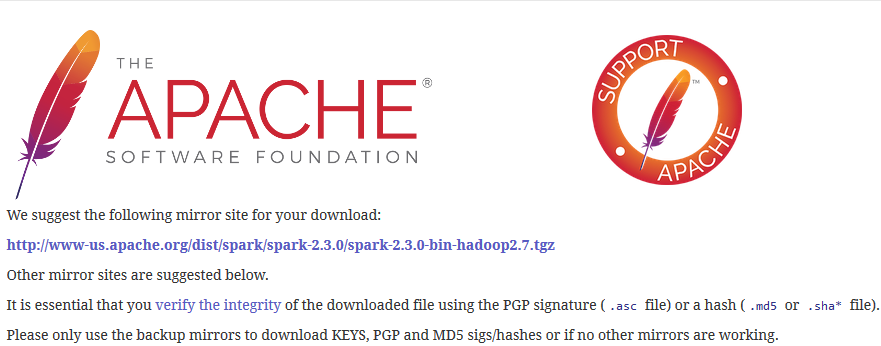 THE
APACHE®
SOFTWARE FOUNDATION
SUPPORT
APACHE
™
We suggest the following mirror site for your download:
http://www-us.apache.org/dist/spark/spark-2.3.0/spark-2.3.0-bin-hadoop2.7.tgz
Other mirror sites are suggested below.
It is essential that you verify the integrity of the downloaded file using the PGP signature ( .asc file) or a hash ( .md5 or .sha* file).
Please only use the backup mirrors to download KEYS, PGP and MD5 sigs/hashes or if no other mirrors are working.